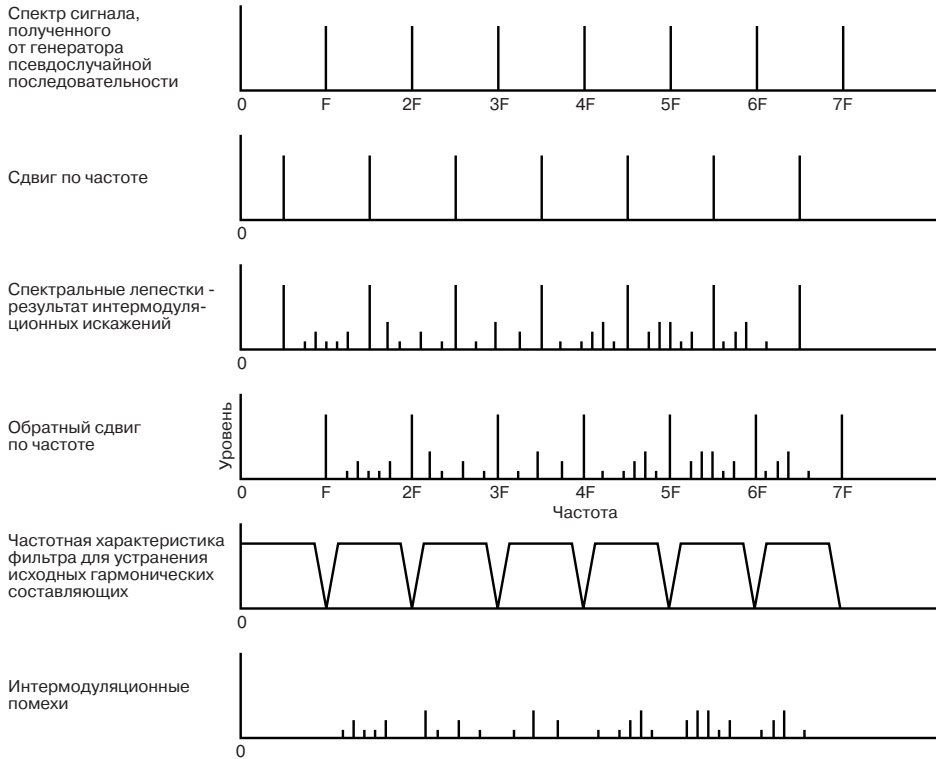 Спектр сигнала,
полученного
от генератора
псевдослучайной
последовательности
0 F 2F 3F 4F 5F 6F 7F
Сдвиг по частоте
0
Спектральные лепестки -
результат интермодуля-
ционных искажений
0
Обратный сдвиг
по частоте
Уровень
0 F 2F 3F 4F 5F 6F 7F
Частота
Частотная характеристика
фильтра для устранения
исходных гармонических
составляющих
0
Интермодуляционные
помехи
0